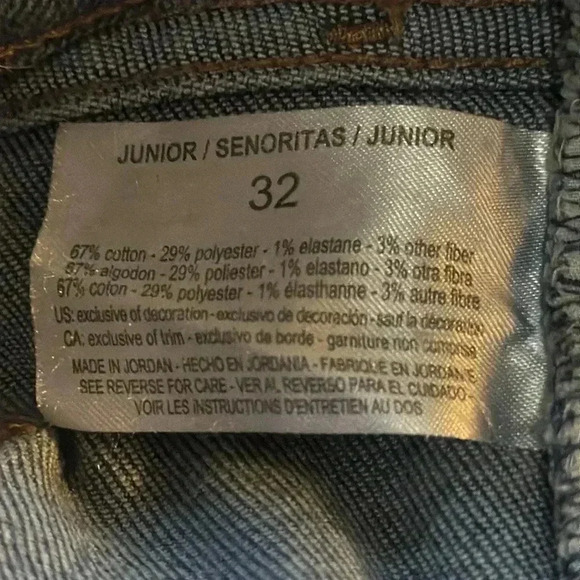 JUNIOR / SENORITAS / JUNIOR
32
67% cotton - 29% polyester - 1% elastane - 3% other fiber
67% algodon - 29% poliester - 1% elastano - 3% otra fibra
67% coton - 29% polyester - 1% élasthanne - 3% autre fibre
US: exclusive of decoration - exclusivo de decoración - sauf la décoration
CA: exclusive of trim - exclusivo de borde - garniture non comprise
MADE IN JORDAN - HECHO EN JORDANIA - FABRIQUE EN JORDANIE
SEE REVERSE FOR CARE - VER AL REVERSO PARA EL CUIDADO -
VOIR LES INSTRUCTIONS D'ENTRETIEN AU DOS